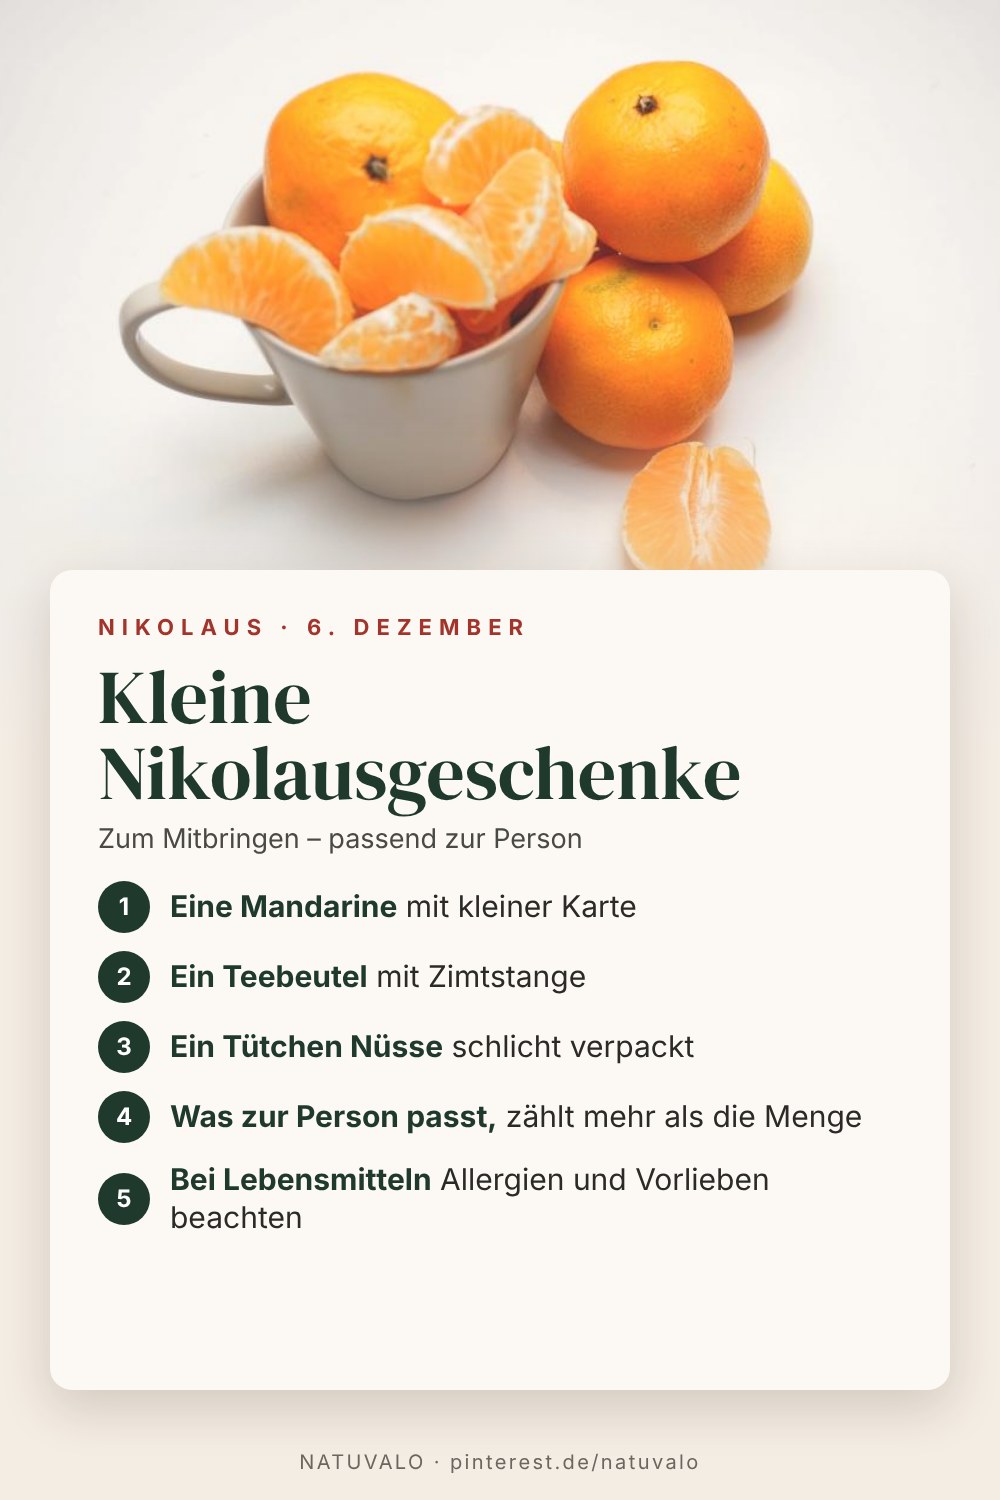 NIKOLAUS · 6. DEZEMBER
Kleine
Nikolausgeschenke
Zum Mitbringen – passend zur Person
1 Eine Mandarine mit kleiner Karte
2 Ein Teebeutel mit Zimtstange
3 Ein Tütchen Nüsse schlicht verpackt
4 Was zur Person passt, zählt mehr als die Menge
5 Bei Lebensmitteln Allergien und Vorlieben
beachten
NATUVALO · pinterest.de/natuvalo